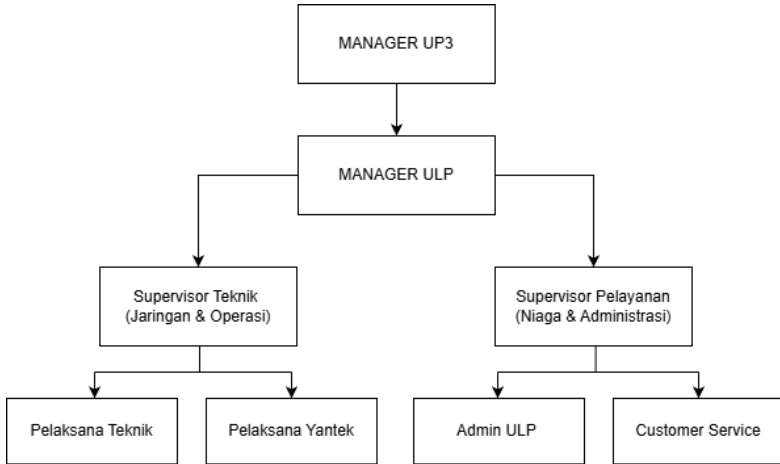 MANAGER UP3
MANAGER ULP
Supervisor Teknik
(Jaringan & Operasi)
Supervisor Pelayanan
(Niaga & Administrasi)
Pelaksana Teknik
Pelaksana Yantek
Admin ULP
Customer Service